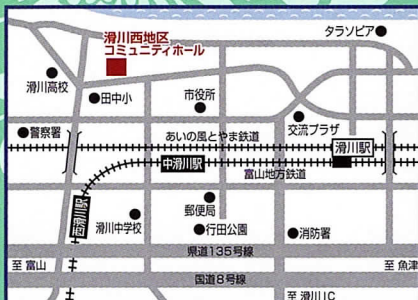 タラソピア
滑川西地区
コミュニティホール
滑川高校
田中小
市役所
交流プラザ
警察署
あいの風とやま鉄道
滑川駅
中滑川駅
富山地方鉄道
西滑川駅
郵便局
滑川中学校
行田公園
消防署
県道135号線
至 富山
至 魚津
国道8号線
至 滑川IC